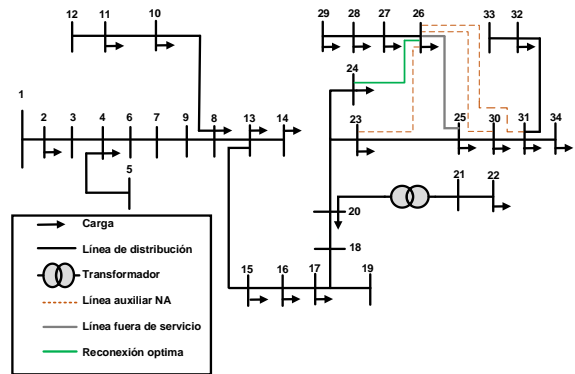 12 11 10
29 28 27 26 33 32
24
1
2 3 4 6 7 9 8 13 14
23 25 30 31 34
5
21 22
20
18
15 16 17 19
Carga
Línea de distribución
Transformador
Línea auxiliar NA
Línea fuera de servicio
Reconexión optima